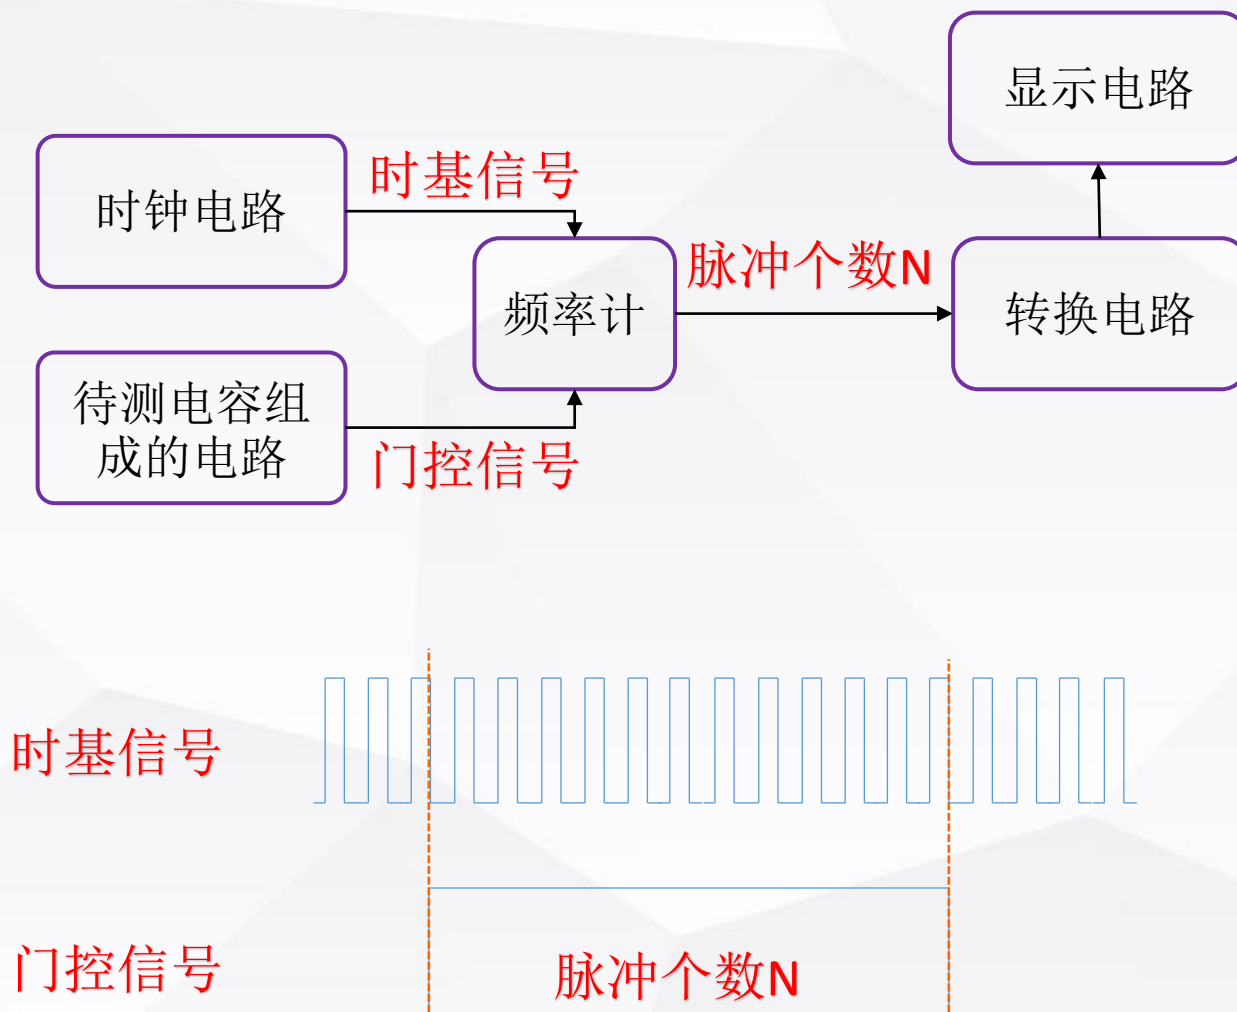 显示电路
时钟电路
时基信号
频率计
脉冲个数N
转换电路
待测电容组
成的电路
门控信号
时基信号
门控信号
脉冲个数N